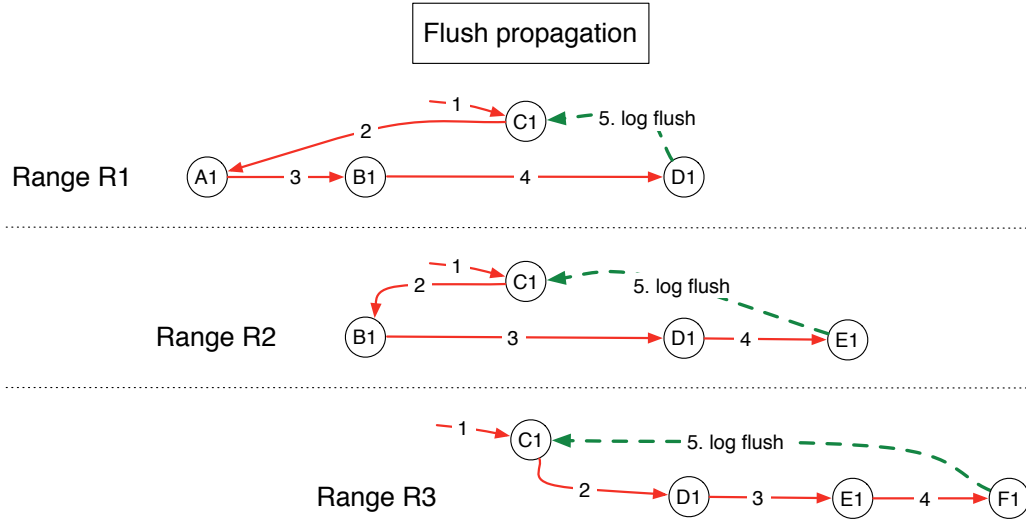 Flush propagation
1
C1
5. log flush
2
Range R1
A1
3
B1
4
D1
1
C1
2
5. log flush
Range R2
B1
3
D1
4
E1
1
C1
5. log flush
Range R3
2
D1
3
E1
4
F1